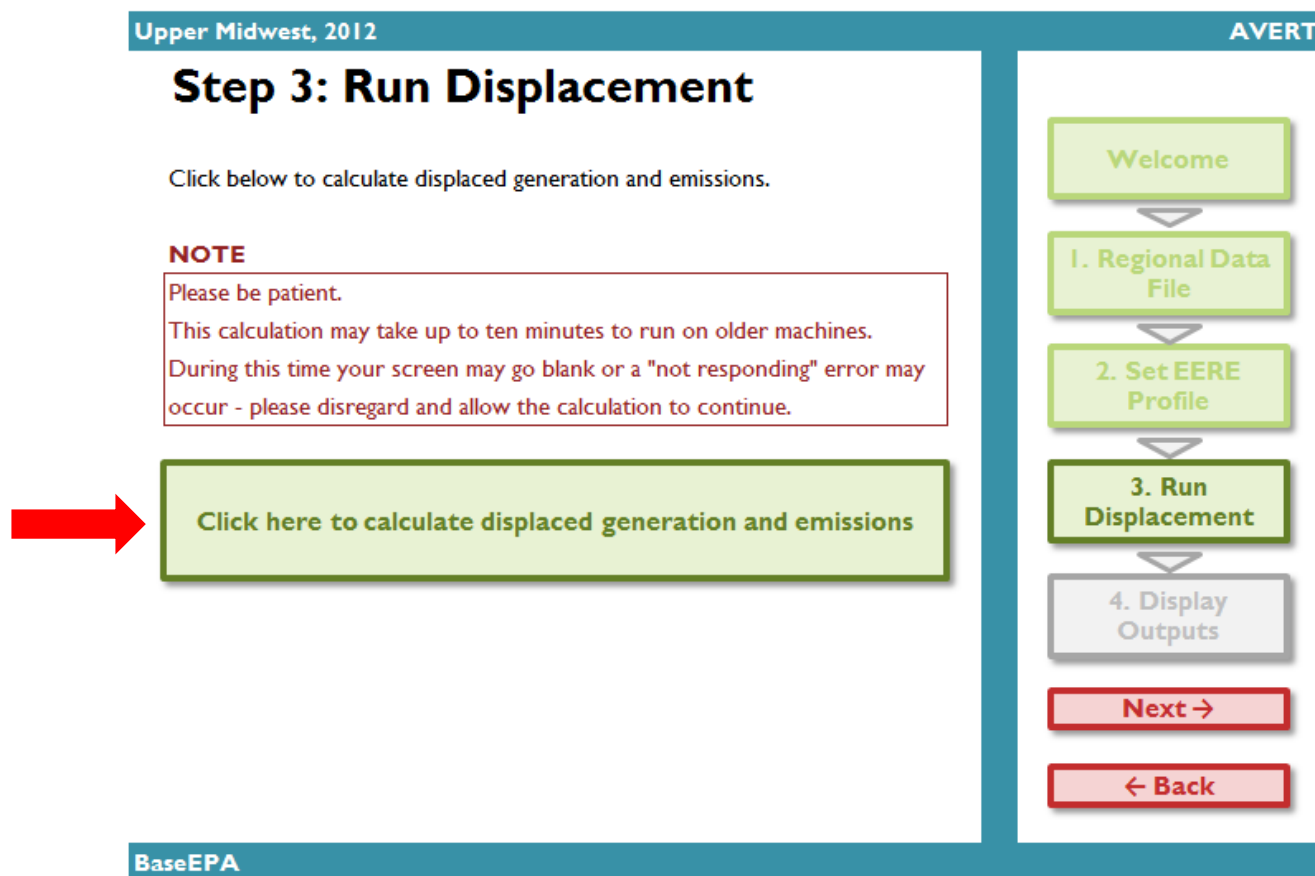 Upper Midwest, 2012
AVERT
Step 3: Run Displacement
Click below to calculate displaced generation and emissions.
NOTE
Please be patient.
This calculation may take up to ten minutes to run on older machines.
During this time your screen may go blank or a "not responding" error may
occur - please disregard and allow the calculation to continue.
Click here to calculate displaced generation and emissions
Welcome
1. Regional Data
File
2. Set EERE
Profile
3. Run
Displacement
4. Display
Outputs
Next →
← Back
BaseEPA